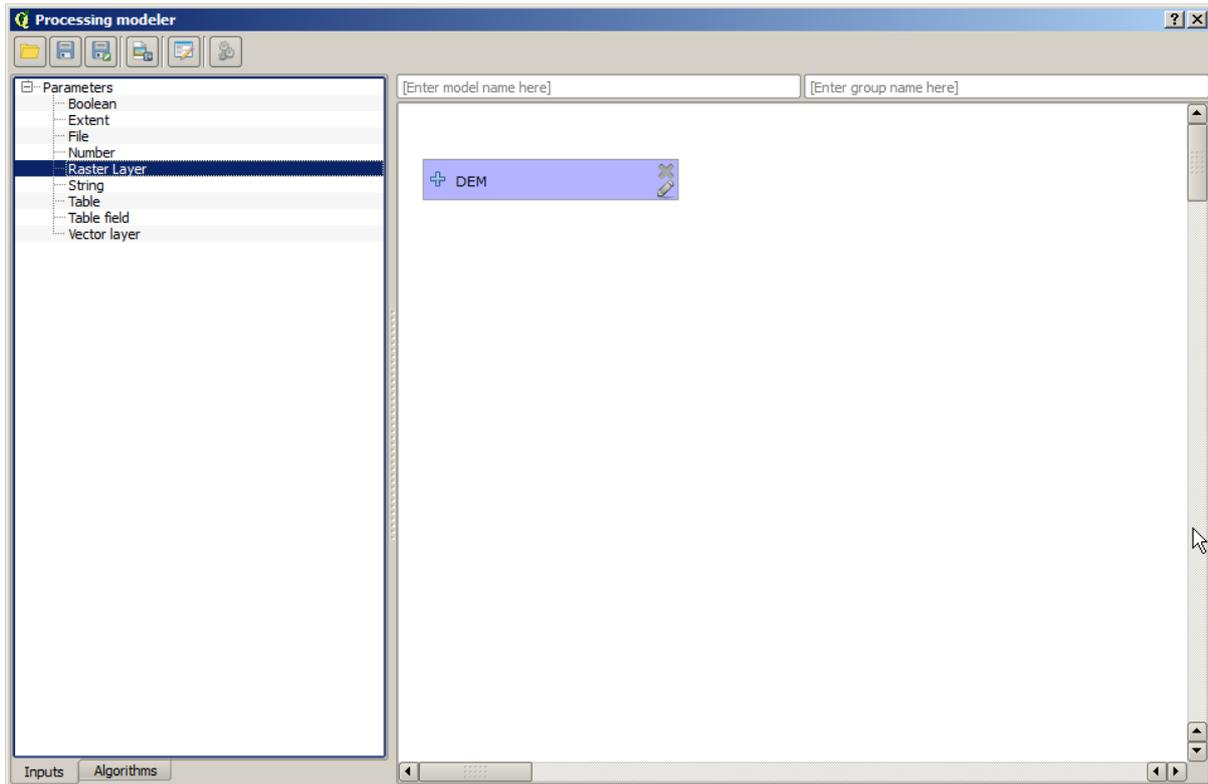 Processing modeler
Parameters
Boolean
Extent
File
Number
Raster Layer
String
Table
Table field
Vector layer
Inputs
Algorithms
[Enter model name here]
[Enter group name here]
DEM